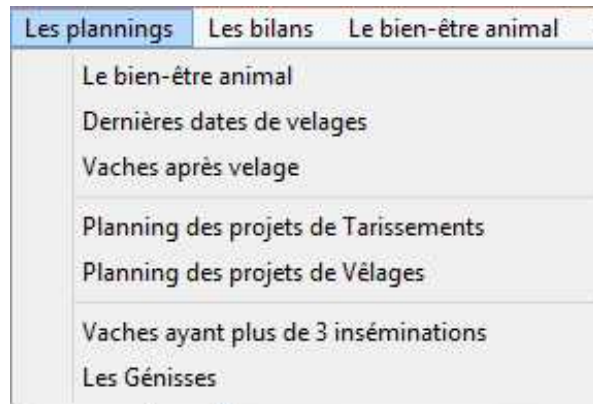 Les plannings Les bilans Le bien-être animal
Le bien-être animal
Dernières dates de velages
Vaches après velage
Planning des projets de Tarissements
Planning des projets de Vêlages
Vaches ayant plus de 3 inséminations
Les Génisses